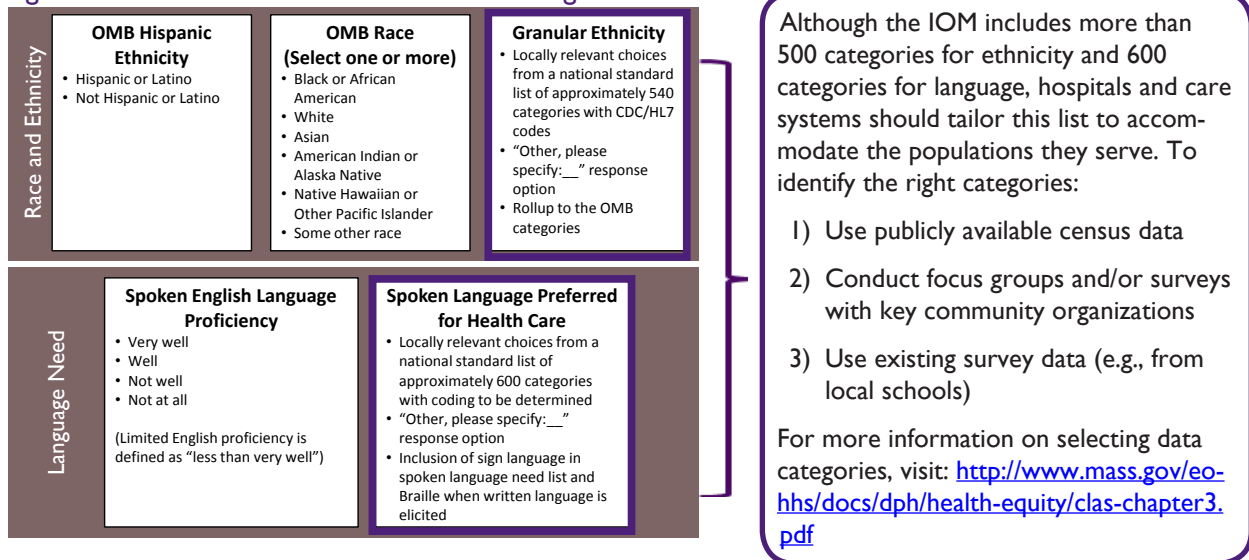 Race and Ethnicity
OMB Hispanic
Ethnicity
• Hispanic or Latino
• Not Hispanic or Latino
OMB Race
(Select one or more)
• Black or African
American
• White
• Asian
• American Indian or
Alaska Native
• Native Hawaiian or
Other Pacific Islander
• Some other race
Granular Ethnicity
• Locally relevant choices
from a national standard
list of approximately 540
categories with CDC/HL7
codes
• “Other, please
specify:__” response
option
• Rollup to the OMB
categories
Language Need
Spoken English Language
Proficiency
• Very well
• Well
• Not well
• Not at all
(Limited English proficiency is
defined as “less than very well”)
Spoken Language Preferred
for Health Care
• Locally relevant choices from a
national standard list of
approximately 600 categories
with coding to be determined
• “Other, please specify:__”
response option
• Inclusion of sign language in
spoken language need list and
Braille when written language is
elicited
Although the IOM includes more than
500 categories for ethnicity and 600
categories for language, hospitals and care
systems should tailor this list to accom-
modate the populations they serve. To
identify the right categories:
1) Use publicly available census data
2) Conduct focus groups and/or surveys
with key community organizations
3) Use existing survey data (e.g., from
local schools)
For more information on selecting data
categories, visit: http://www.mass.gov/eo-
hhs/docs/dph/health-equity/clas-chapter3.
pdf